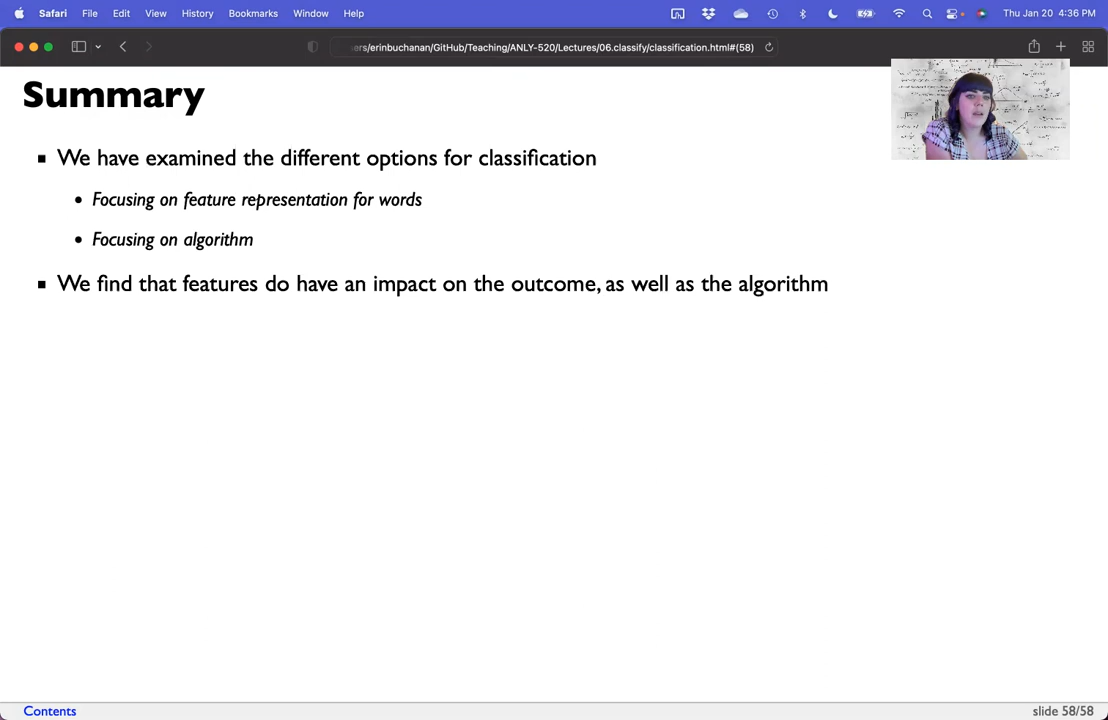 Safari File Edit View History Bookmarks Window Help Thu Jan 20 4:36 PM
ers/erinbuchanan/GitHub/Teaching/ANLY-520/Lectures/06.classify/classification.html#(58)
Summary
We have examined the different options for classification
Focusing on feature representation for words
Focusing on algorithm
We find that features do have an impact on the outcome, as well as the algorithm
Contents slide 58/58